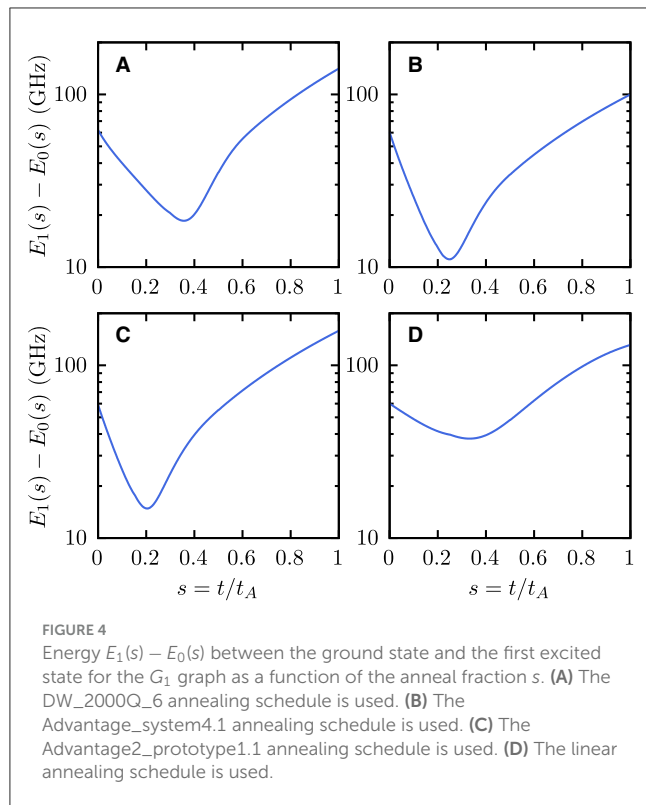 A
B
E₁(s) − E₀(s) (GHz)
100
10
0 0.2 0.4 0.6 0.8 1
100
10
0 0.2 0.4 0.6 0.8 1
C
D
E₁(s) − E₀(s) (GHz)
100
10
0 0.2 0.4 0.6 0.8 1
s = t/t_A
100
10
0 0.2 0.4 0.6 0.8 1
s = t/t_A
FIGURE 4
Energy E₁(s) − E₀(s) between the ground state and the first excited
state for the G₁ graph as a function of the anneal fraction s. (A) The
DW_2000Q_6 annealing schedule is used. (B) The
Advantage_system4.1 annealing schedule is used. (C) The
Advantage2_prototype1.1 annealing schedule is used. (D) The linear
annealing schedule is used.